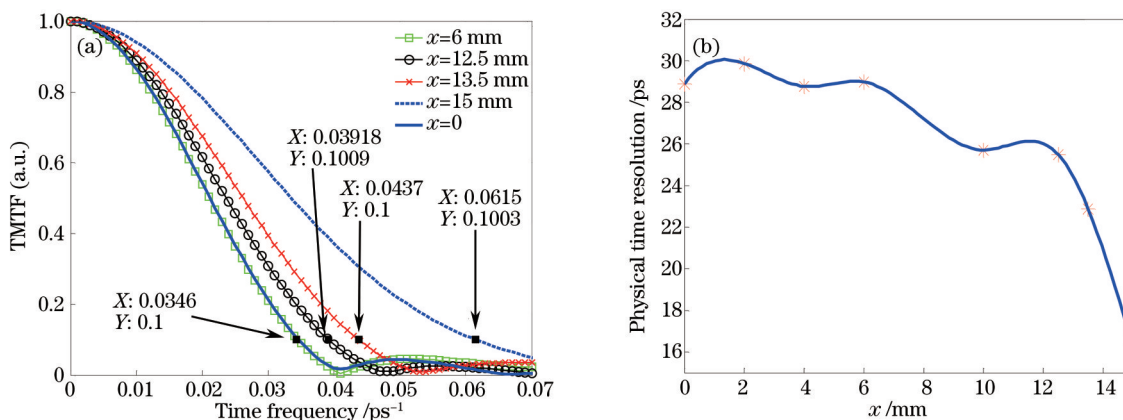 (a)
x=6 mm
x=12.5 mm
x=13.5 mm
x=15 mm
x=0
X: 0.03918
Y: 0.1009
X: 0.0437
Y: 0.1
X: 0.0615
Y: 0.1003
X: 0.0346
Y: 0.1
1.0
0.8
0.6
0.4
0.2
0
TMTF (a.u.)
0 0.01 0.02 0.03 0.04 0.05 0.06 0.07
Time frequency /ps⁻¹
(b)
32
30
28
26
24
22
20
18
16
Physical time resolution /ps
0 2 4 6 8 10 12 14
x /mm